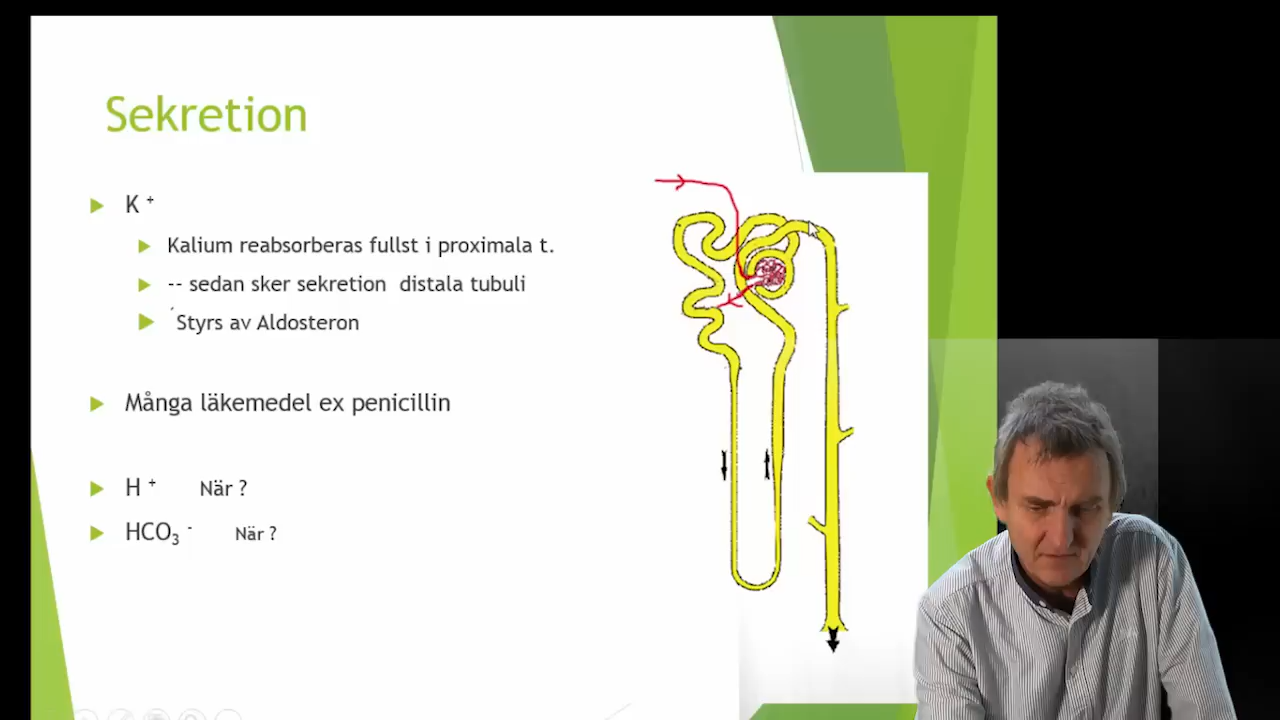 Sekretion
K +
Kalium reabsorberas fullst i proximala t.
-- sedan sker sekretion distala tubuli
´Styrs av Aldosteron
Många läkemedel ex penicillin
H + När ?
HCO3 - När ?